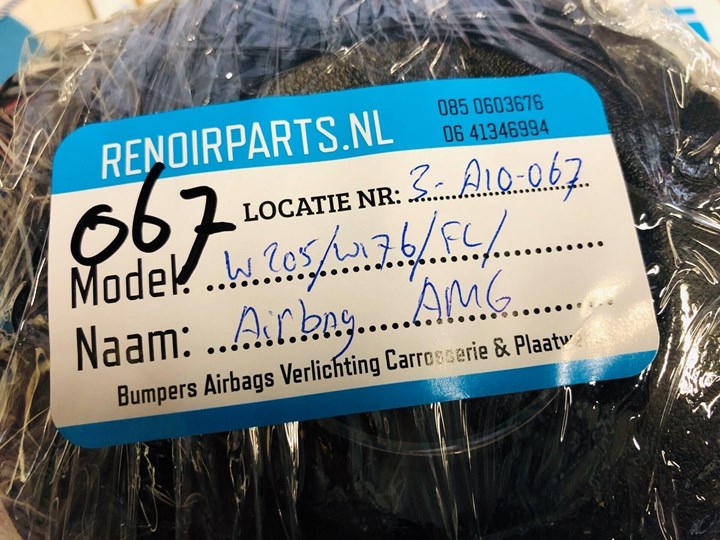 RENOIRPARTS.NL
085 0603676
06 41346994
067
LOCATIE NR: 3-A10-067
Model: W205/W176/FL/
Naam: Airbag AMG
Bumpers Airbags Verlichting Carrosserie &